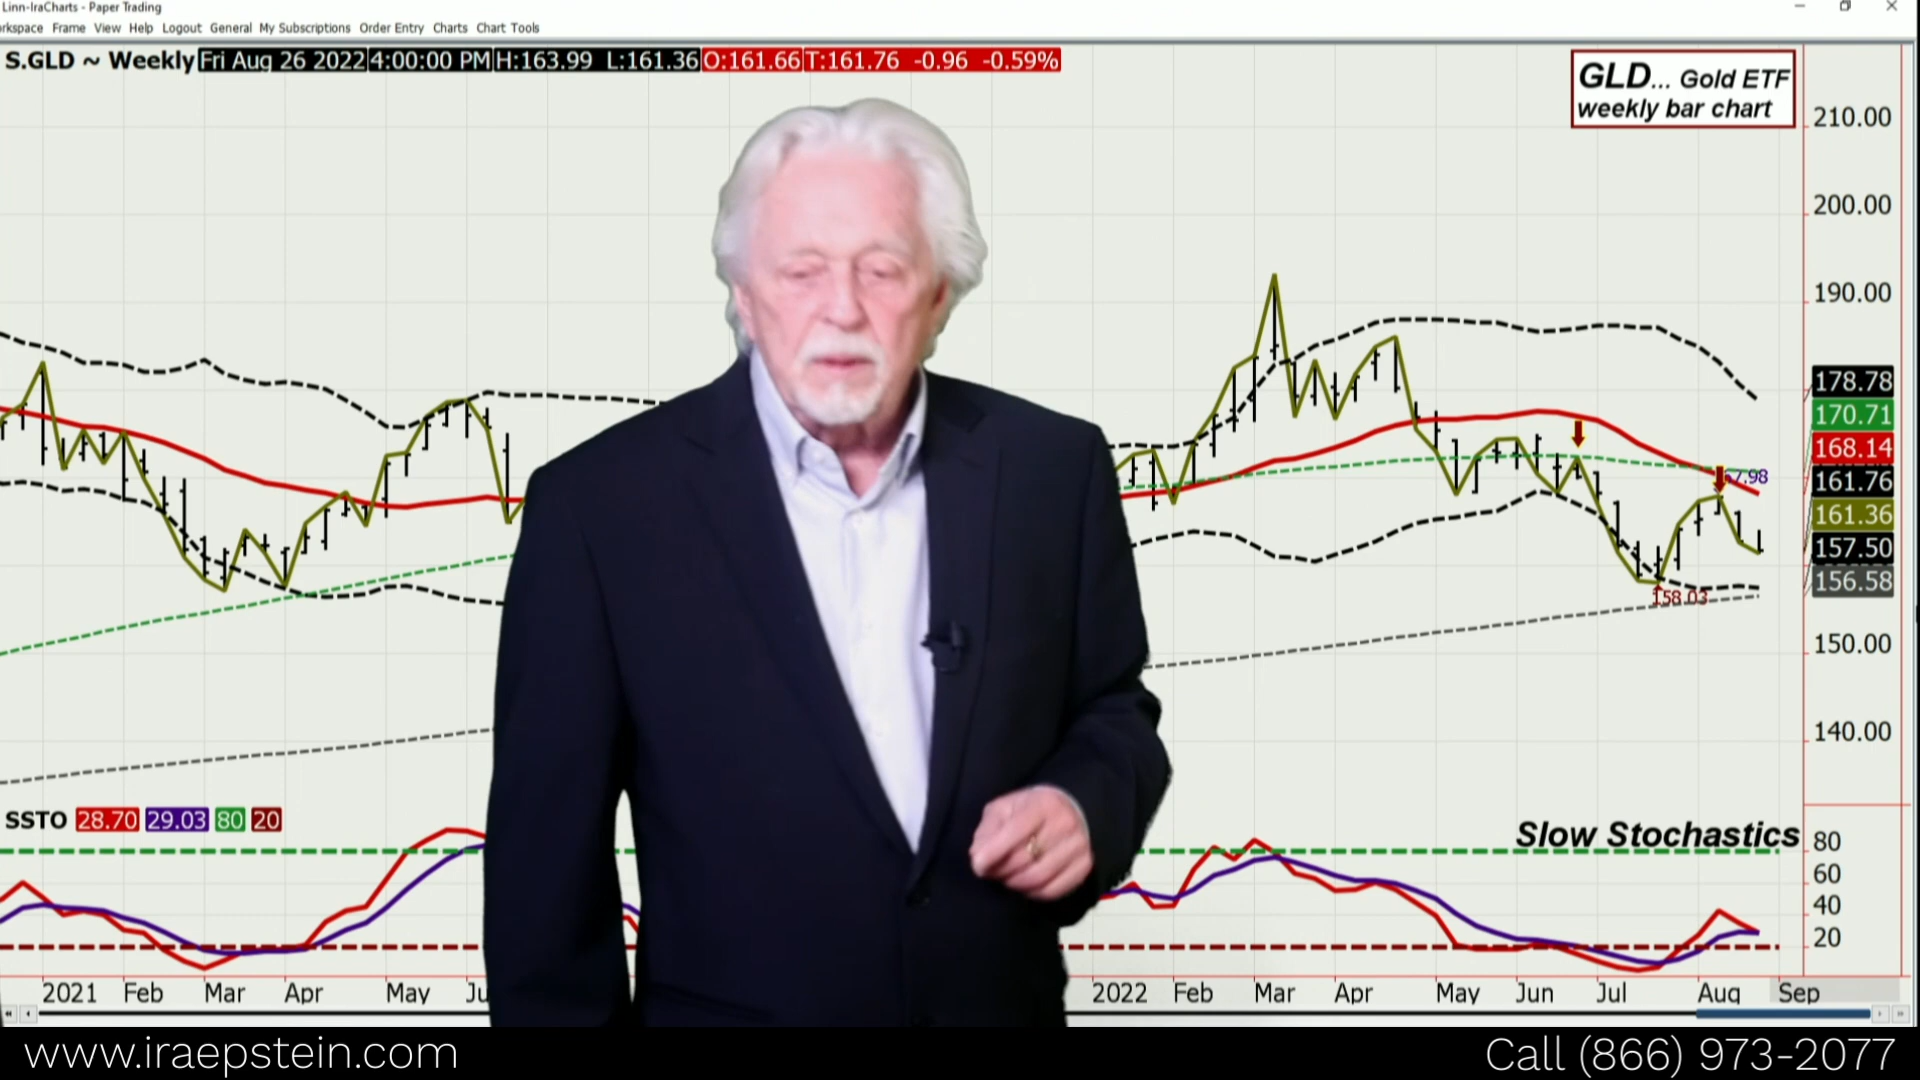 Linn-IraCharts - Paper Trading
rkspace Frame View Help Logout General My Subscriptions Order Entry Charts Chart Tools
S.GLD ~ Weekly Fri Aug 26 2022 4:00:00 PM H:163.99 L:161.36 O:161.66 T:161.76 -0.96 -0.59%
GLD... Gold ETF
weekly bar chart
210.00
200.00
190.00
178.78
170.71
168.14
7.98
161.76
161.36
157.50
156.58
158.03
150.00
140.00
SSTO 28.70 29.03 80 20
Slow Stochastics
80
60
40
20
2021 Feb Mar Apr May Ju 2022 Feb Mar Apr May Jun Jul Aug Sep
www.iraepstein.com
Call (866) 973-2077